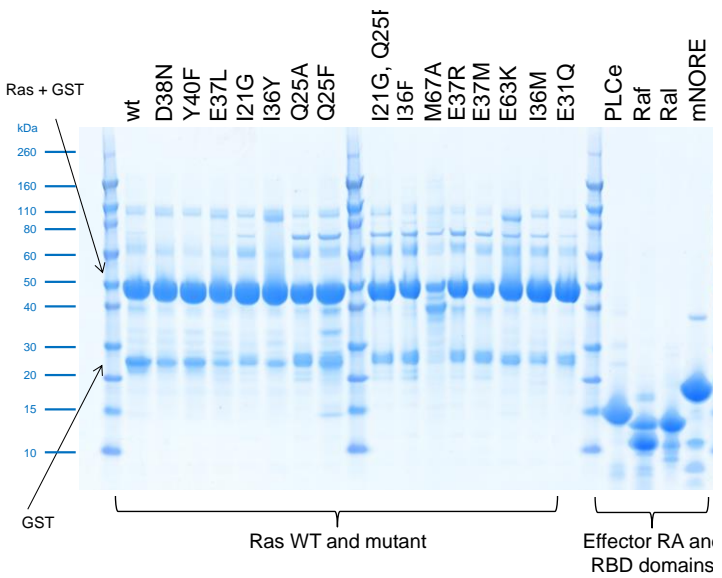 wt
D38N
Y40F
E37L
I21G
I36Y
Q25A
Q25F
I21G, Q25F
I36F
M67A
E37R
E37M
E63K
I36M
E31Q
PLCe
Raf
Ral
mNORE
Ras + GST
kDa
260
160
110
80
60
50
40
30
20
15
10
GST
Ras WT and mutant
Effector RA and
RBD domains